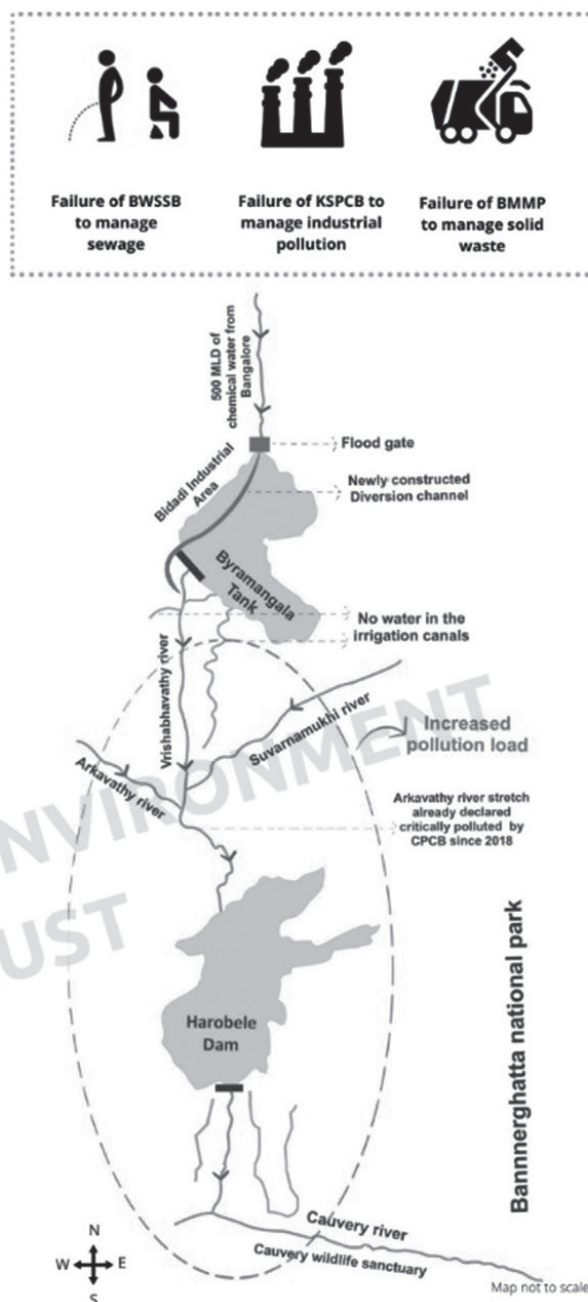 Failure of BWSSB
to manage
sewage
Failure of KSPCB to
manage industrial
pollution
Failure of BMMP
to manage solid
waste
500 MLD of
chemical water from
Bangalore
Flood gate
Bidadi Industrial
Area
Newly constructed
Diversion channel
Byramangala
Tank
No water in the
irrigation canals
Vrishabhavathy river
Suvarnamukhi river
Increased
pollution load
Arkavathy river
Arkavathy river stretch
already declared
critically polluted by
CPCB since 2018
NVIRONMENT
UST
Harobele
Dam
Bannnerghatta national park
Cauvery river
Cauvery wildlife sanctuary
N
W E
S
Map not to scale